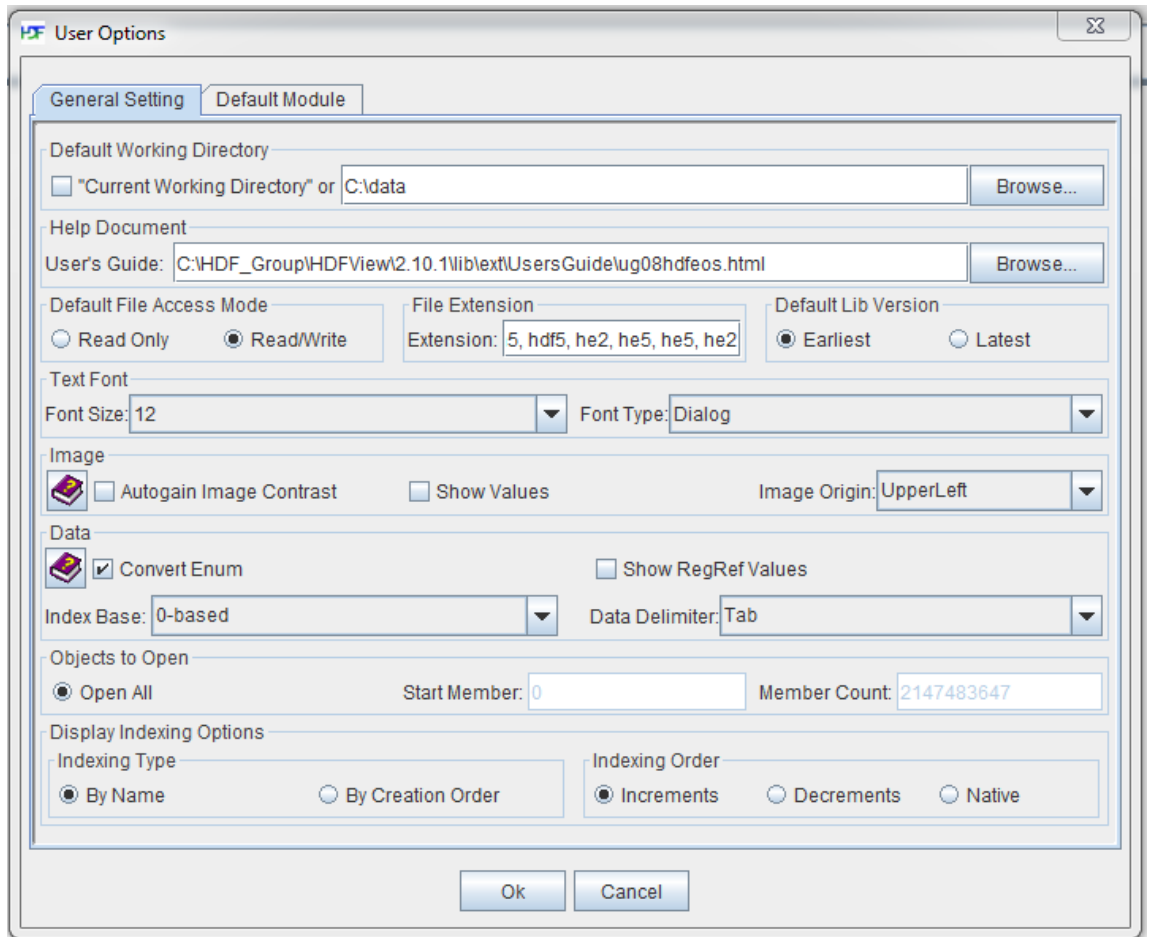 HDF User Options
General Setting Default Module
Default Working Directory
"Current Working Directory" or C:\data Browse...
Help Document
User's Guide: C:\HDF_Group\HDFView\2.10.1\lib\ext\UsersGuide\ug08hdfeos.html Browse...
Default File Access Mode File Extension Default Lib Version
Read Only Read/Write Extension: 5, hdf5, he2, he5, he5, he2 Earliest Latest
Text Font
Font Size: 12 Font Type: Dialog
Image
Autogain Image Contrast Show Values Image Origin: UpperLeft
Data
Convert Enum Show RegRef Values
Index Base: 0-based Data Delimiter: Tab
Objects to Open
Open All Start Member: 0 Member Count: 2147483647
Display Indexing Options
Indexing Type Indexing Order
By Name By Creation Order Increments Decrements Native
Ok Cancel